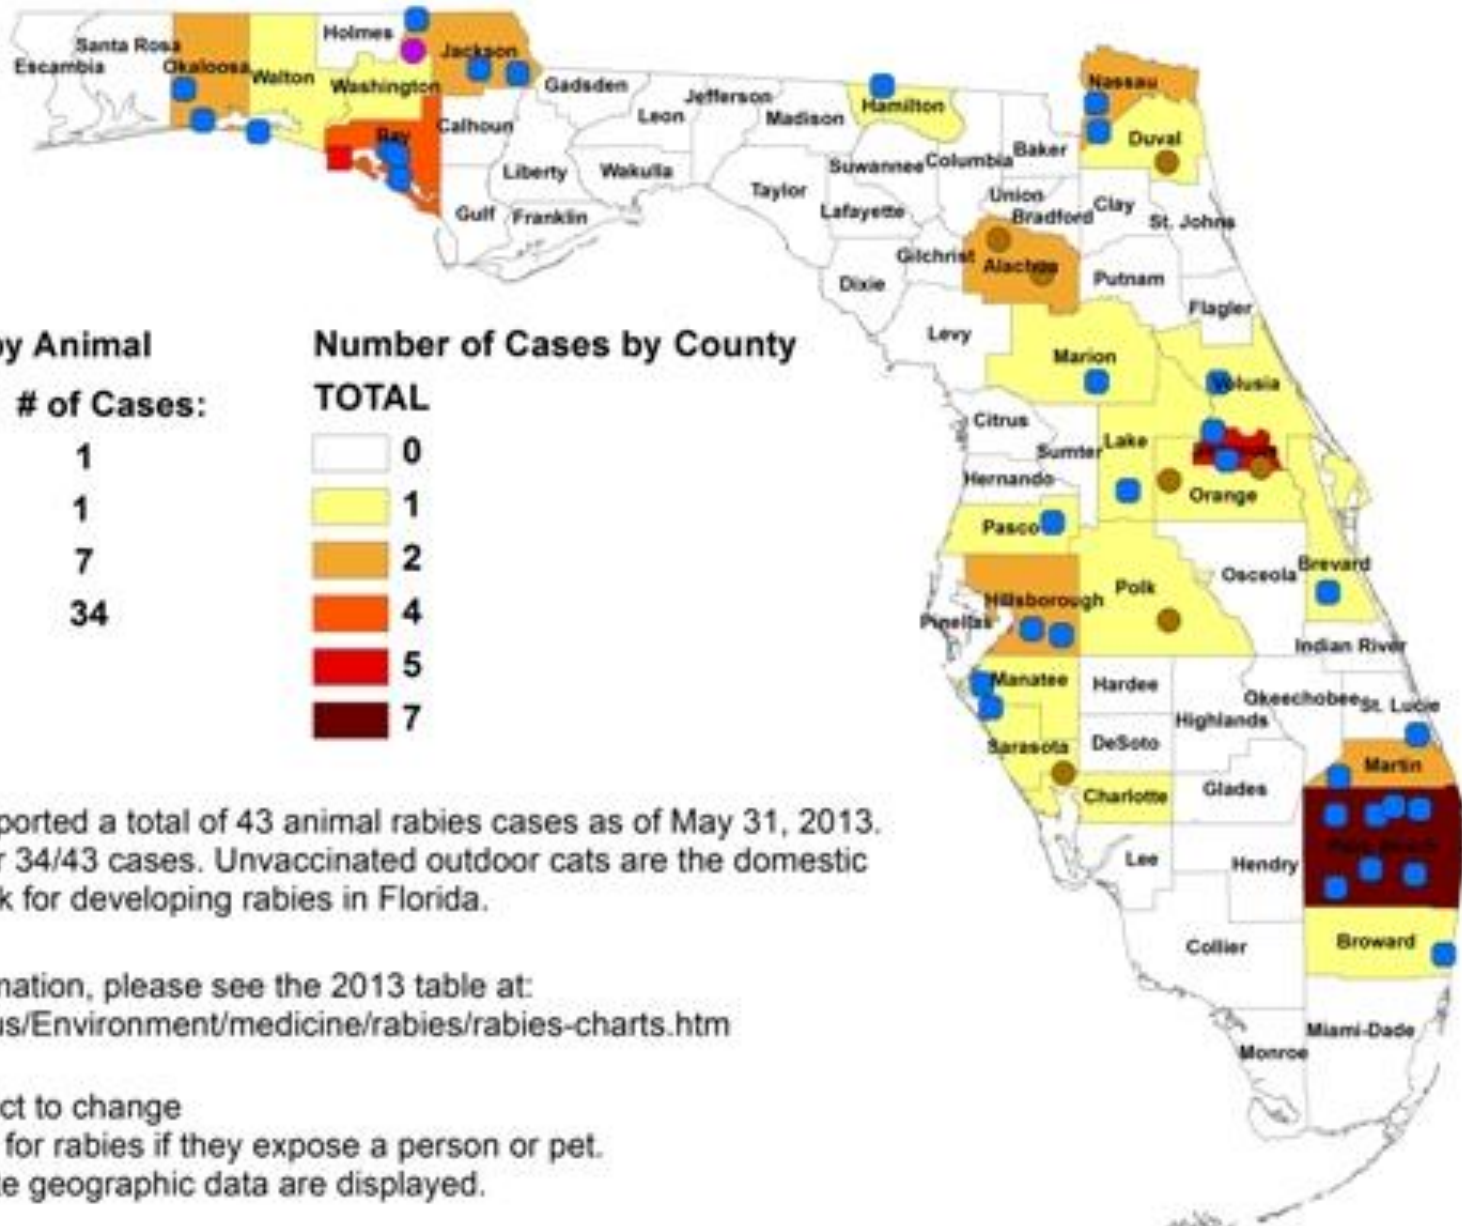 Holmes
Santa Rosa
Jackson
Escambia
Okaloosa
Walton
Washington
Gadsden
Jefferson
Leon
Madison
Hamilton
Nassau
Calhoun
Bay
Duval
Baker
Suwannee
Columbia
Liberty
Wakulla
Taylor
Union
Bradford
Clay
Lafayette
St. Johns
Gulf
Franklin
Gilchrist
Alachua
Putnam
Dixie
Flagler
Levy
Marion
Volusia
Citrus
Sumter
Lake
Hernando
Orange
Pasco
Osceola
Brevard
Polk
Hillsborough
Pinellas
Indian River
Manatee
Hardee
Okeechobee
St. Lucie
Highlands
Sarasota
DeSoto
Martin
Charlotte
Glades
Lee
Hendry
Broward
Collier
Miami-Dade
Monroe
by Animal
# of Cases:
1
1
7
34
Number of Cases by County
TOTAL
0
1
2
4
5
7
ported a total of 43 animal rabies cases as of May 31, 2013.
r 34/43 cases. Unvaccinated outdoor cats are the domestic
k for developing rabies in Florida.
mation, please see the 2013 table at:
us/Environment/medicine/rabies/rabies-charts.htm
ct to change
for rabies if they expose a person or pet.
te geographic data are displayed.